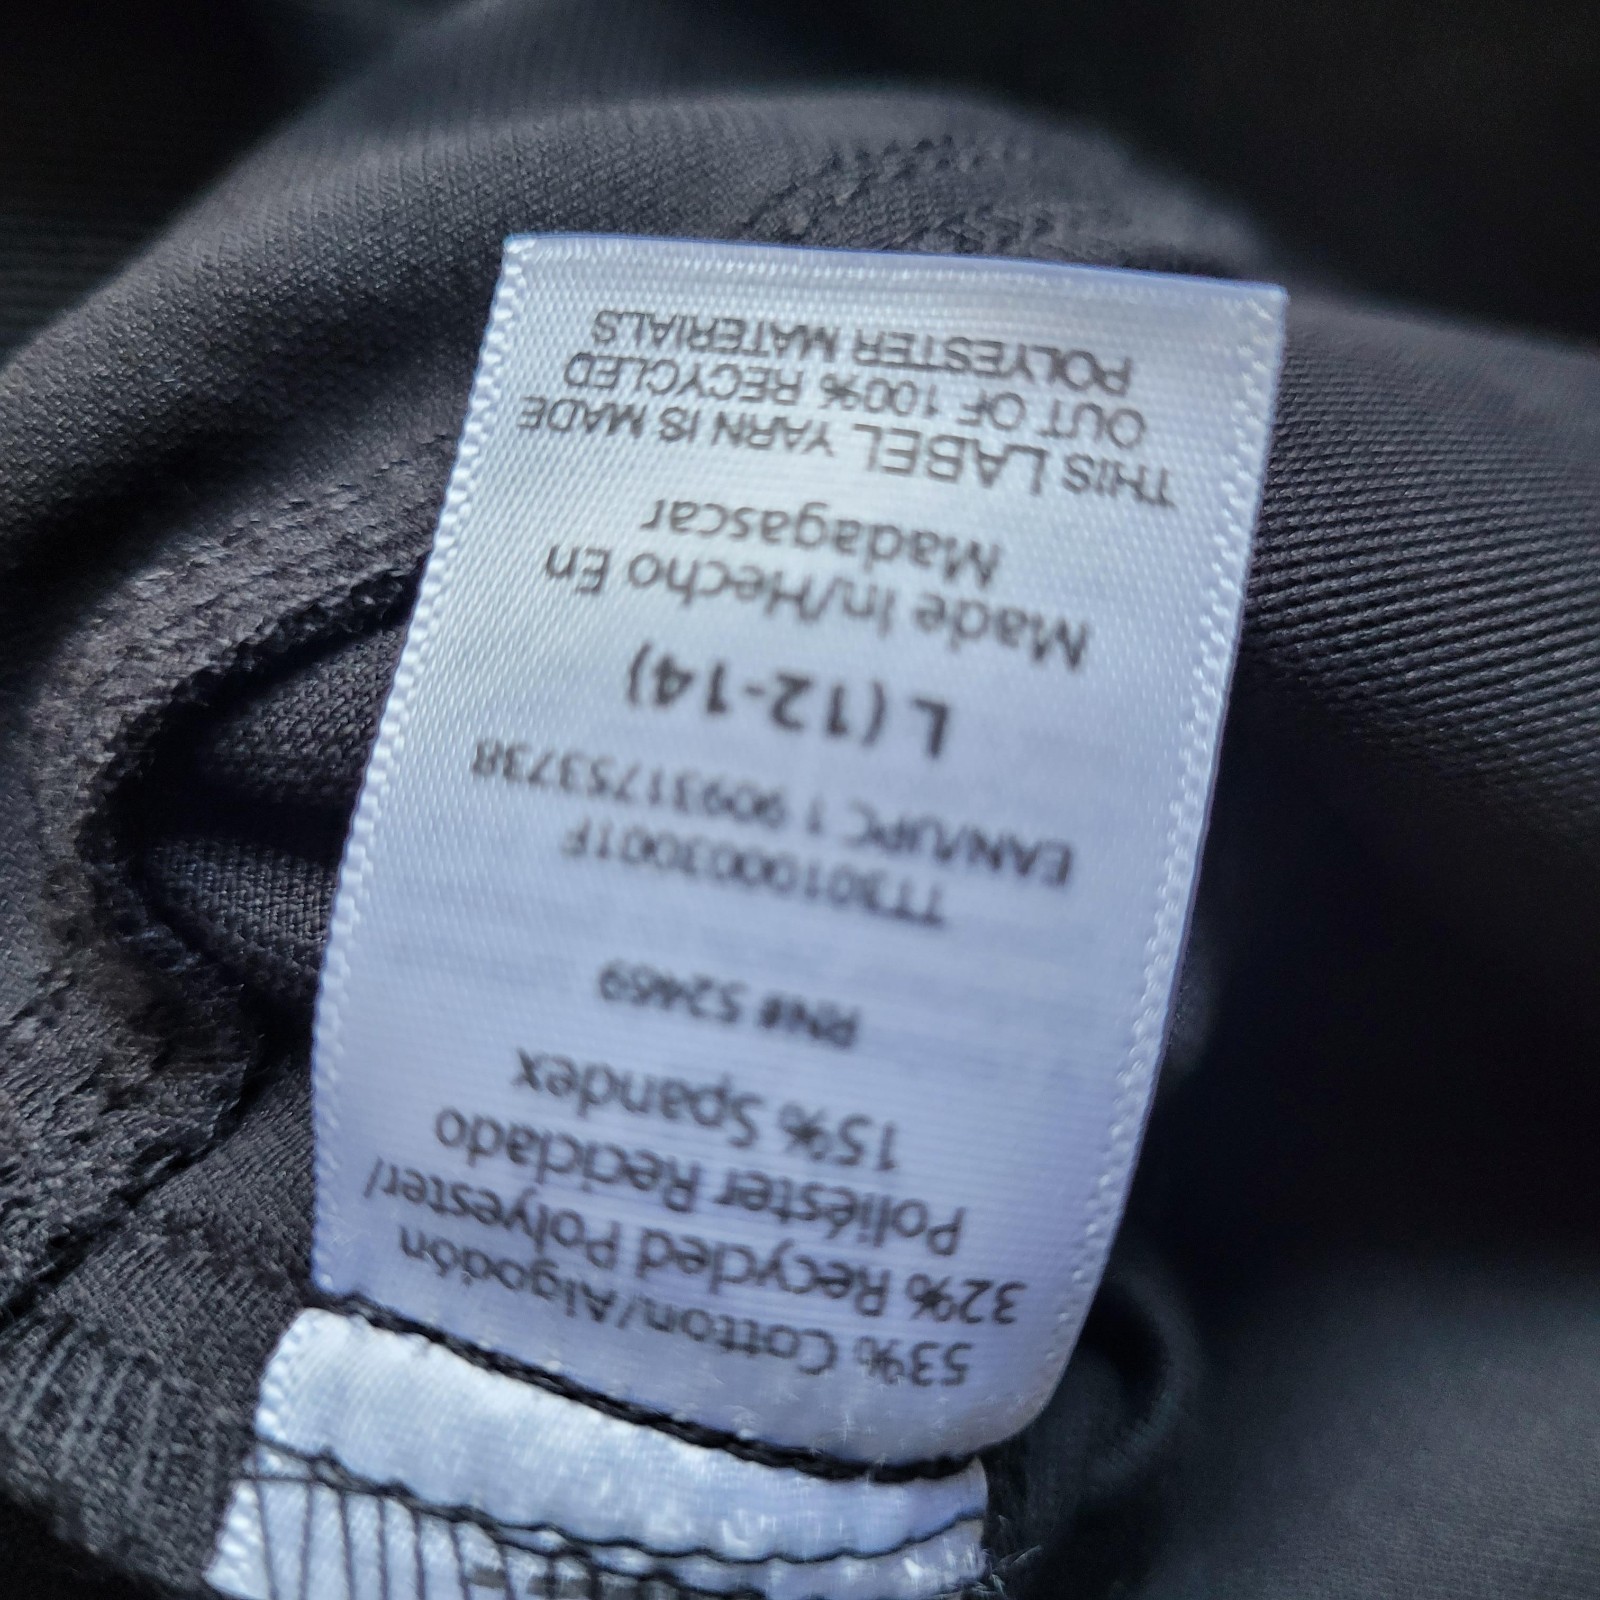 53% Cotton/Algodón
32% Recycled Polyester/
Poliéster Reciclado
15% Spandex
RN# 52469
TT3010003001F
EAN/UPC 1 90931753738
L (12-14)
Made In/Hecho En
Madagascar
THIS LABEL YARN IS MADE
OUT OF 100% RECYCLED
POLYESTER MATERIALS